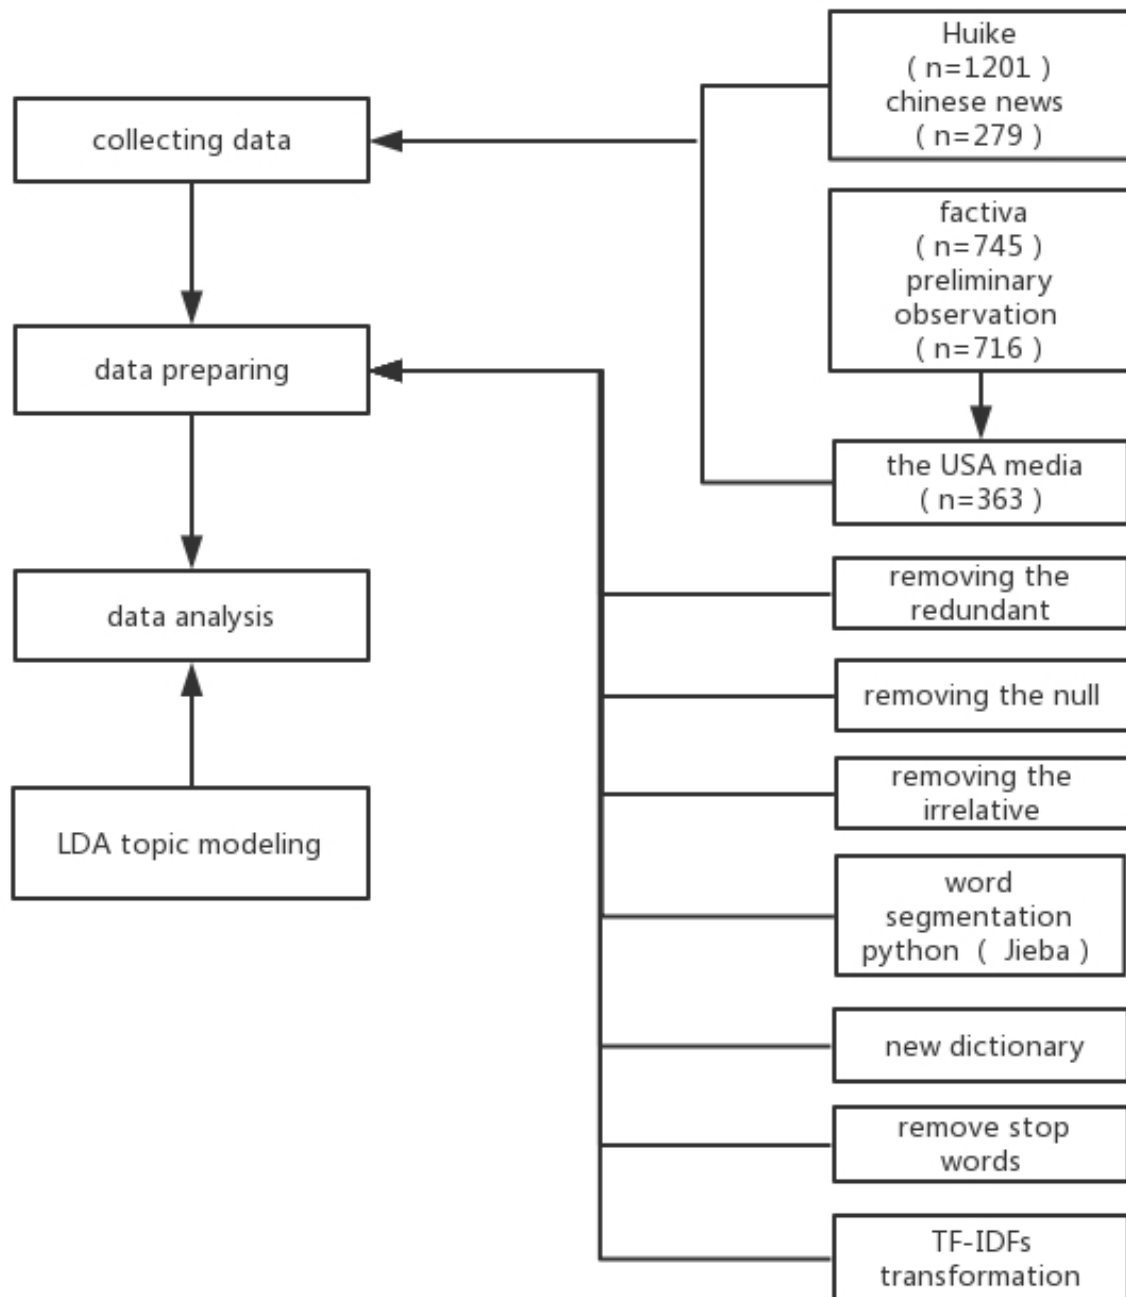 collecting data
data preparing
data analysis
LDA topic modeling
Huike
( n=1201 )
chinese news
( n=279 )
factiva
( n=745 )
preliminary
observation
( n=716 )
the USA media
( n=363 )
removing the
redundant
removing the null
removing the
irrelative
word
segmentation
python ( Jieba )
new dictionary
remove stop
words
TF-IDFs
transformation